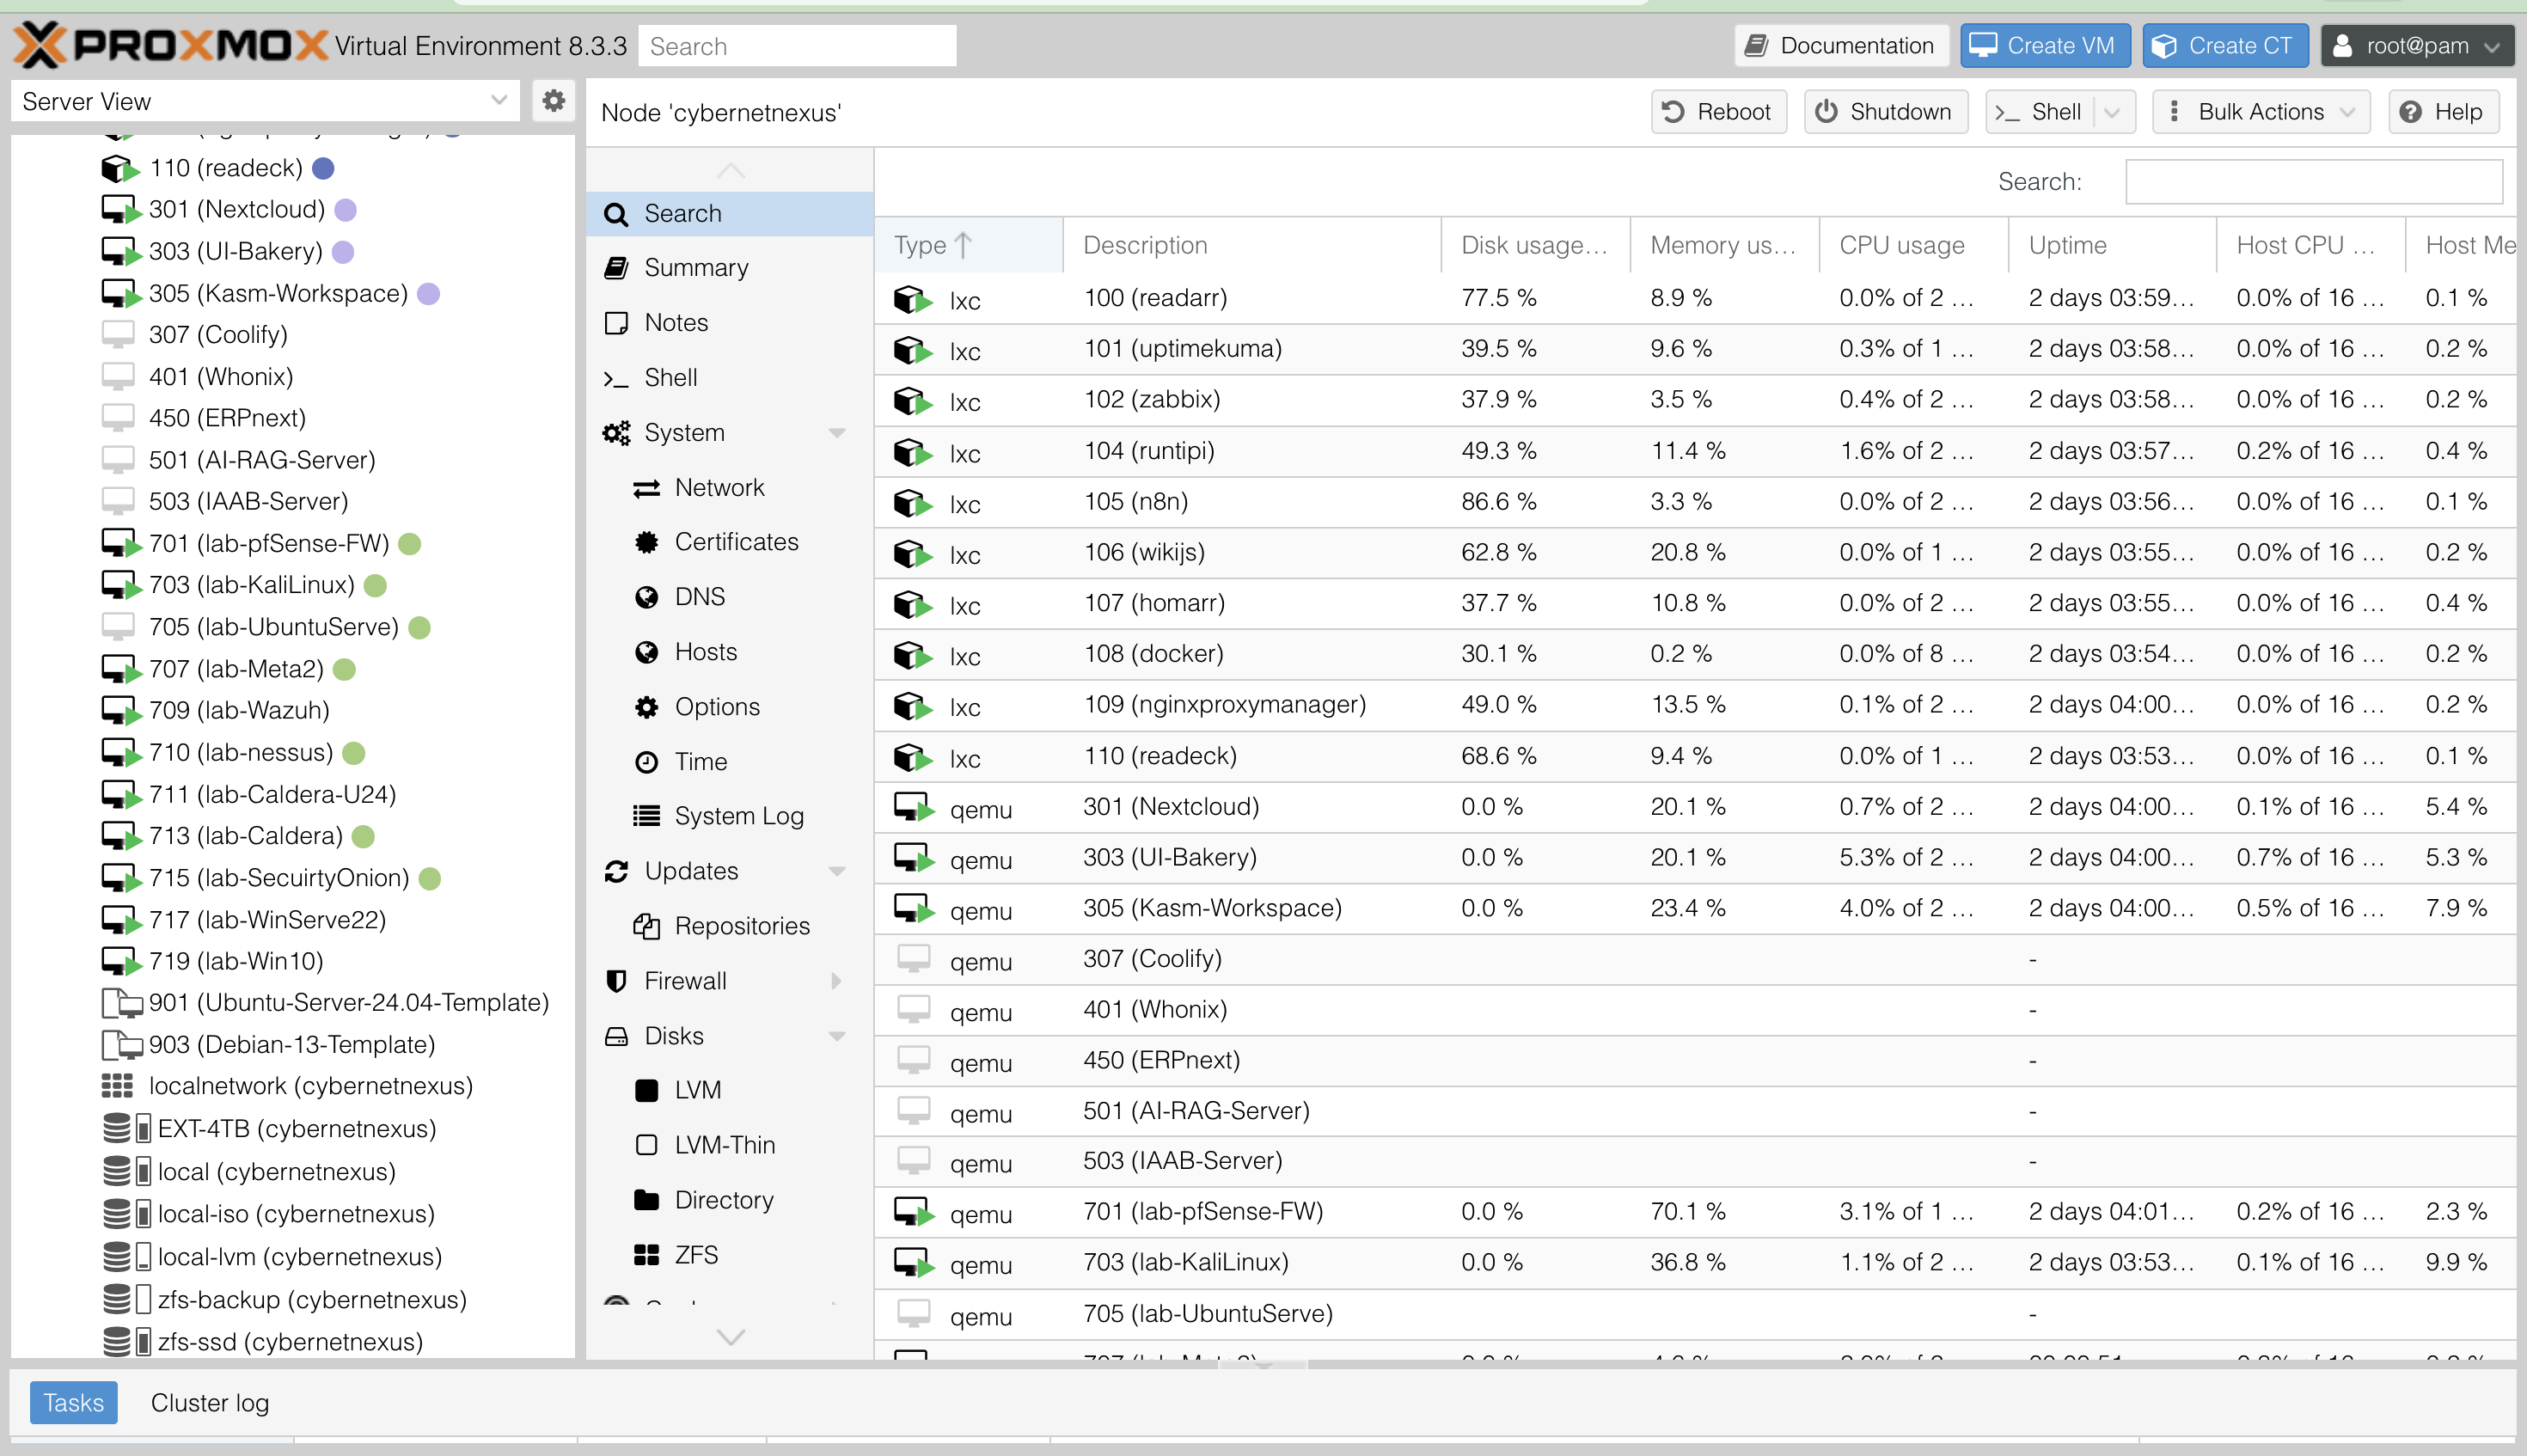 PROXMOX Virtual Environment 8.3.3 Search Documentation Create VM Create CT root@pam
Server View
110 (readeck)
301 (Nextcloud)
303 (UI-Bakery)
305 (Kasm-Workspace)
307 (Coolify)
401 (Whonix)
450 (ERPnext)
501 (AI-RAG-Server)
503 (IAAB-Server)
701 (lab-pfSense-FW)
703 (lab-KaliLinux)
705 (lab-UbuntuServe)
707 (lab-Meta2)
709 (lab-Wazuh)
710 (lab-nessus)
711 (lab-Caldera-U24)
713 (lab-Caldera)
715 (lab-SecuirtyOnion)
717 (lab-WinServe22)
719 (lab-Win10)
901 (Ubuntu-Server-24.04-Template)
903 (Debian-13-Template)
localnetwork (cybernetnexus)
EXT-4TB (cybernetnexus)
local (cybernetnexus)
local-iso (cybernetnexus)
local-lvm (cybernetnexus)
zfs-backup (cybernetnexus)
zfs-ssd (cybernetnexus)
Node 'cybernetnexus' Reboot Shutdown >_ Shell Bulk Actions Help
Search
Summary
Notes
>_ Shell
System
Network
Certificates
DNS
Hosts
Options
Time
System Log
Updates
Repositories
Firewall
Disks
LVM
LVM-Thin
Directory
ZFS
Search:
Type Description Disk usage... Memory us... CPU usage Uptime Host CPU ... Host Me
lxc 100 (readarr) 77.5 % 8.9 % 0.0% of 2 ... 2 days 03:59... 0.0% of 16 ... 0.1 %
lxc 101 (uptimekuma) 39.5 % 9.6 % 0.3% of 1 ... 2 days 03:58... 0.0% of 16 ... 0.2 %
lxc 102 (zabbix) 37.9 % 3.5 % 0.4% of 2 ... 2 days 03:58... 0.0% of 16 ... 0.2 %
lxc 104 (runtipi) 49.3 % 11.4 % 1.6% of 2 ... 2 days 03:57... 0.2% of 16 ... 0.4 %
lxc 105 (n8n) 86.6 % 3.3 % 0.0% of 2 ... 2 days 03:56... 0.0% of 16 ... 0.1 %
lxc 106 (wikijs) 62.8 % 20.8 % 0.0% of 1 ... 2 days 03:55... 0.0% of 16 ... 0.2 %
lxc 107 (homarr) 37.7 % 10.8 % 0.0% of 2 ... 2 days 03:55... 0.0% of 16 ... 0.4 %
lxc 108 (docker) 30.1 % 0.2 % 0.0% of 8 ... 2 days 03:54... 0.0% of 16 ... 0.2 %
lxc 109 (nginxproxymanager) 49.0 % 13.5 % 0.1% of 2 ... 2 days 04:00... 0.0% of 16 ... 0.2 %
lxc 110 (readeck) 68.6 % 9.4 % 0.0% of 1 ... 2 days 03:53... 0.0% of 16 ... 0.1 %
qemu 301 (Nextcloud) 0.0 % 20.1 % 0.7% of 2 ... 2 days 04:00... 0.1% of 16 ... 5.4 %
qemu 303 (UI-Bakery) 0.0 % 20.1 % 5.3% of 2 ... 2 days 04:00... 0.7% of 16 ... 5.3 %
qemu 305 (Kasm-Workspace) 0.0 % 23.4 % 4.0% of 2 ... 2 days 04:00... 0.5% of 16 ... 7.9 %
qemu 307 (Coolify) -
qemu 401 (Whonix) -
qemu 450 (ERPnext) -
qemu 501 (AI-RAG-Server) -
qemu 503 (IAAB-Server) -
qemu 701 (lab-pfSense-FW) 0.0 % 70.1 % 3.1% of 1 ... 2 days 04:01... 0.2% of 16 ... 2.3 %
qemu 703 (lab-KaliLinux) 0.0 % 36.8 % 1.1% of 2 ... 2 days 03:53... 0.1% of 16 ... 9.9 %
qemu 705 (lab-UbuntuServe) -
Tasks Cluster log